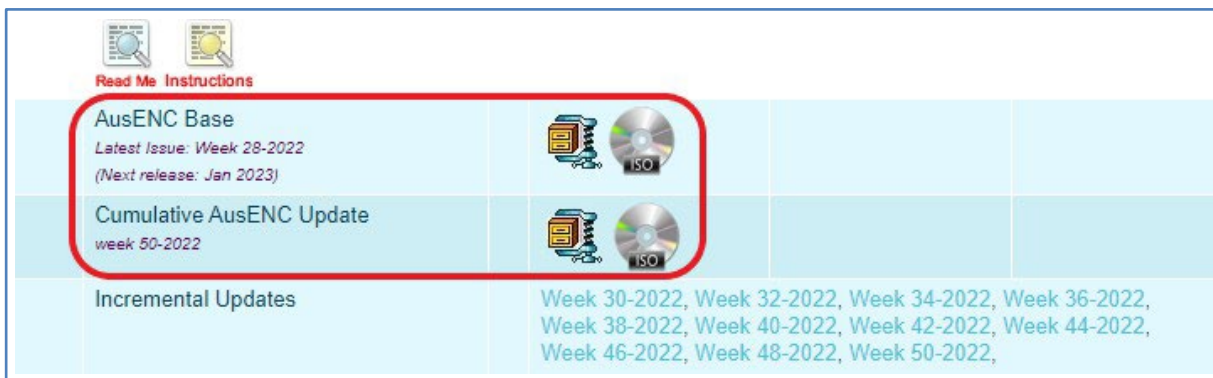 Read Me Instructions
AusENC Base
Latest Issue: Week 28-2022
(Next release: Jan 2023)
ISO
Cumulative AusENC Update
week 50-2022
ISO
Incremental Updates
Week 30-2022, Week 32-2022, Week 34-2022, Week 36-2022,
Week 38-2022, Week 40-2022, Week 42-2022, Week 44-2022,
Week 46-2022, Week 48-2022, Week 50-2022,